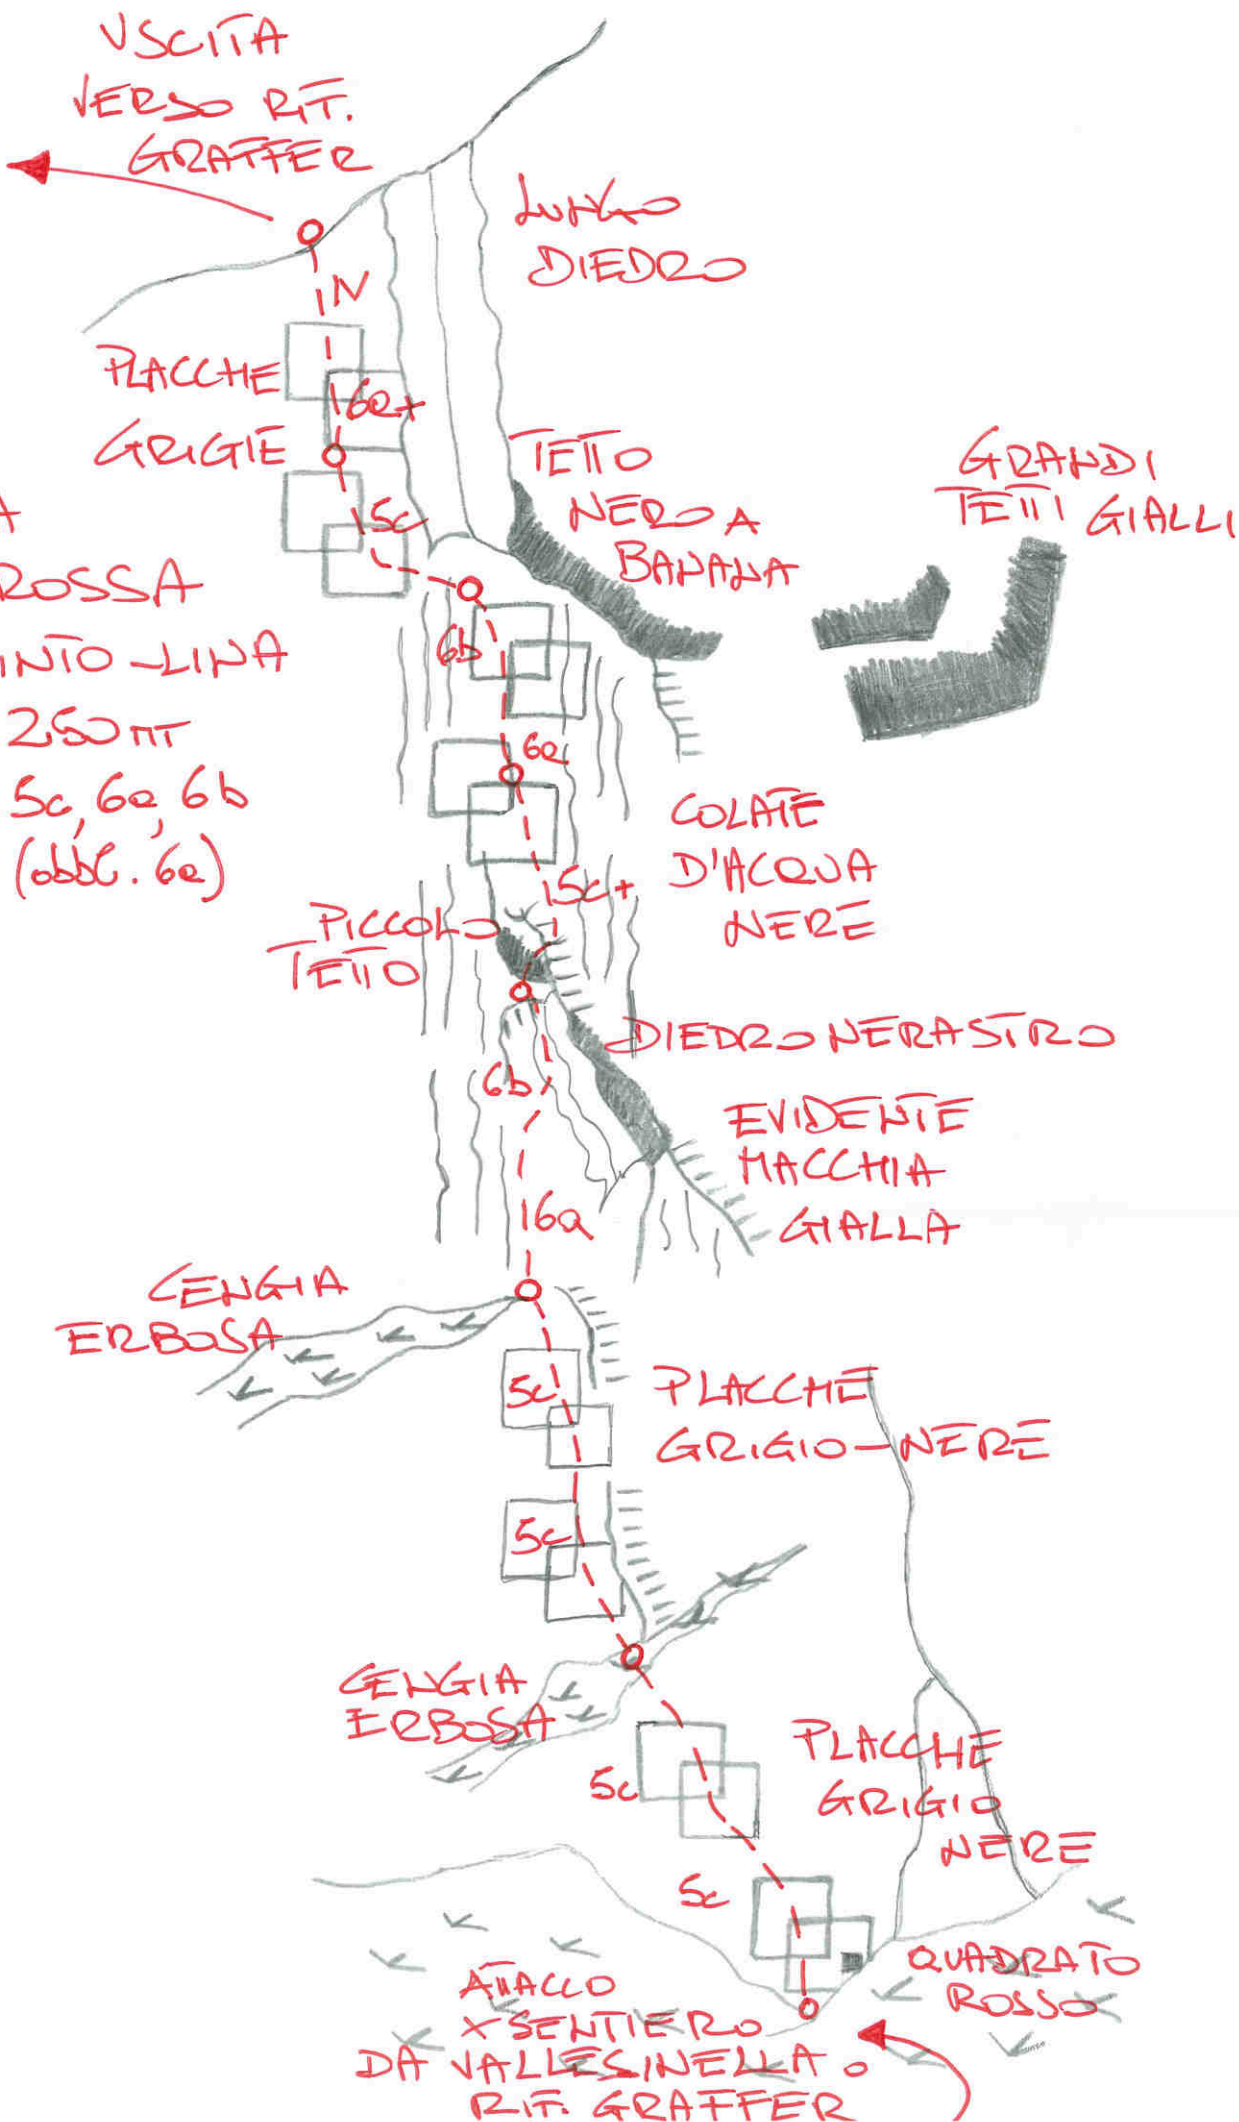 USCITA
VERSO RIF.
GRAFFER
LUNGO
DIEDRO
IV
PLACCHE
GRIGIE
6a+
5c
TETTO
NERO A
BANANA
GRANDI
TETTI GIALLI
A
ROSSA
INTO-LINA
250 MT
5c, 6a, 6b
(obbl. 6a)
6b
6a
COLATE
D'ACQUA
NERE
5c+
PICCOLO
TETTO
DIEDRO NERASTRO
6b
EVIDENTE
MACCHIA
GIALLA
6a
CENGIA
ERBOSA
5c
PLACCHE
GRIGIO-NERE
5c
CENGIA
ERBOSA
PLACCHE
GRIGIO
NERE
5c
5c
QUADRATO
ROSSO
ATTACCO
X SENTIERO
DA VALLESINELLA O
RIF. GRAFFER